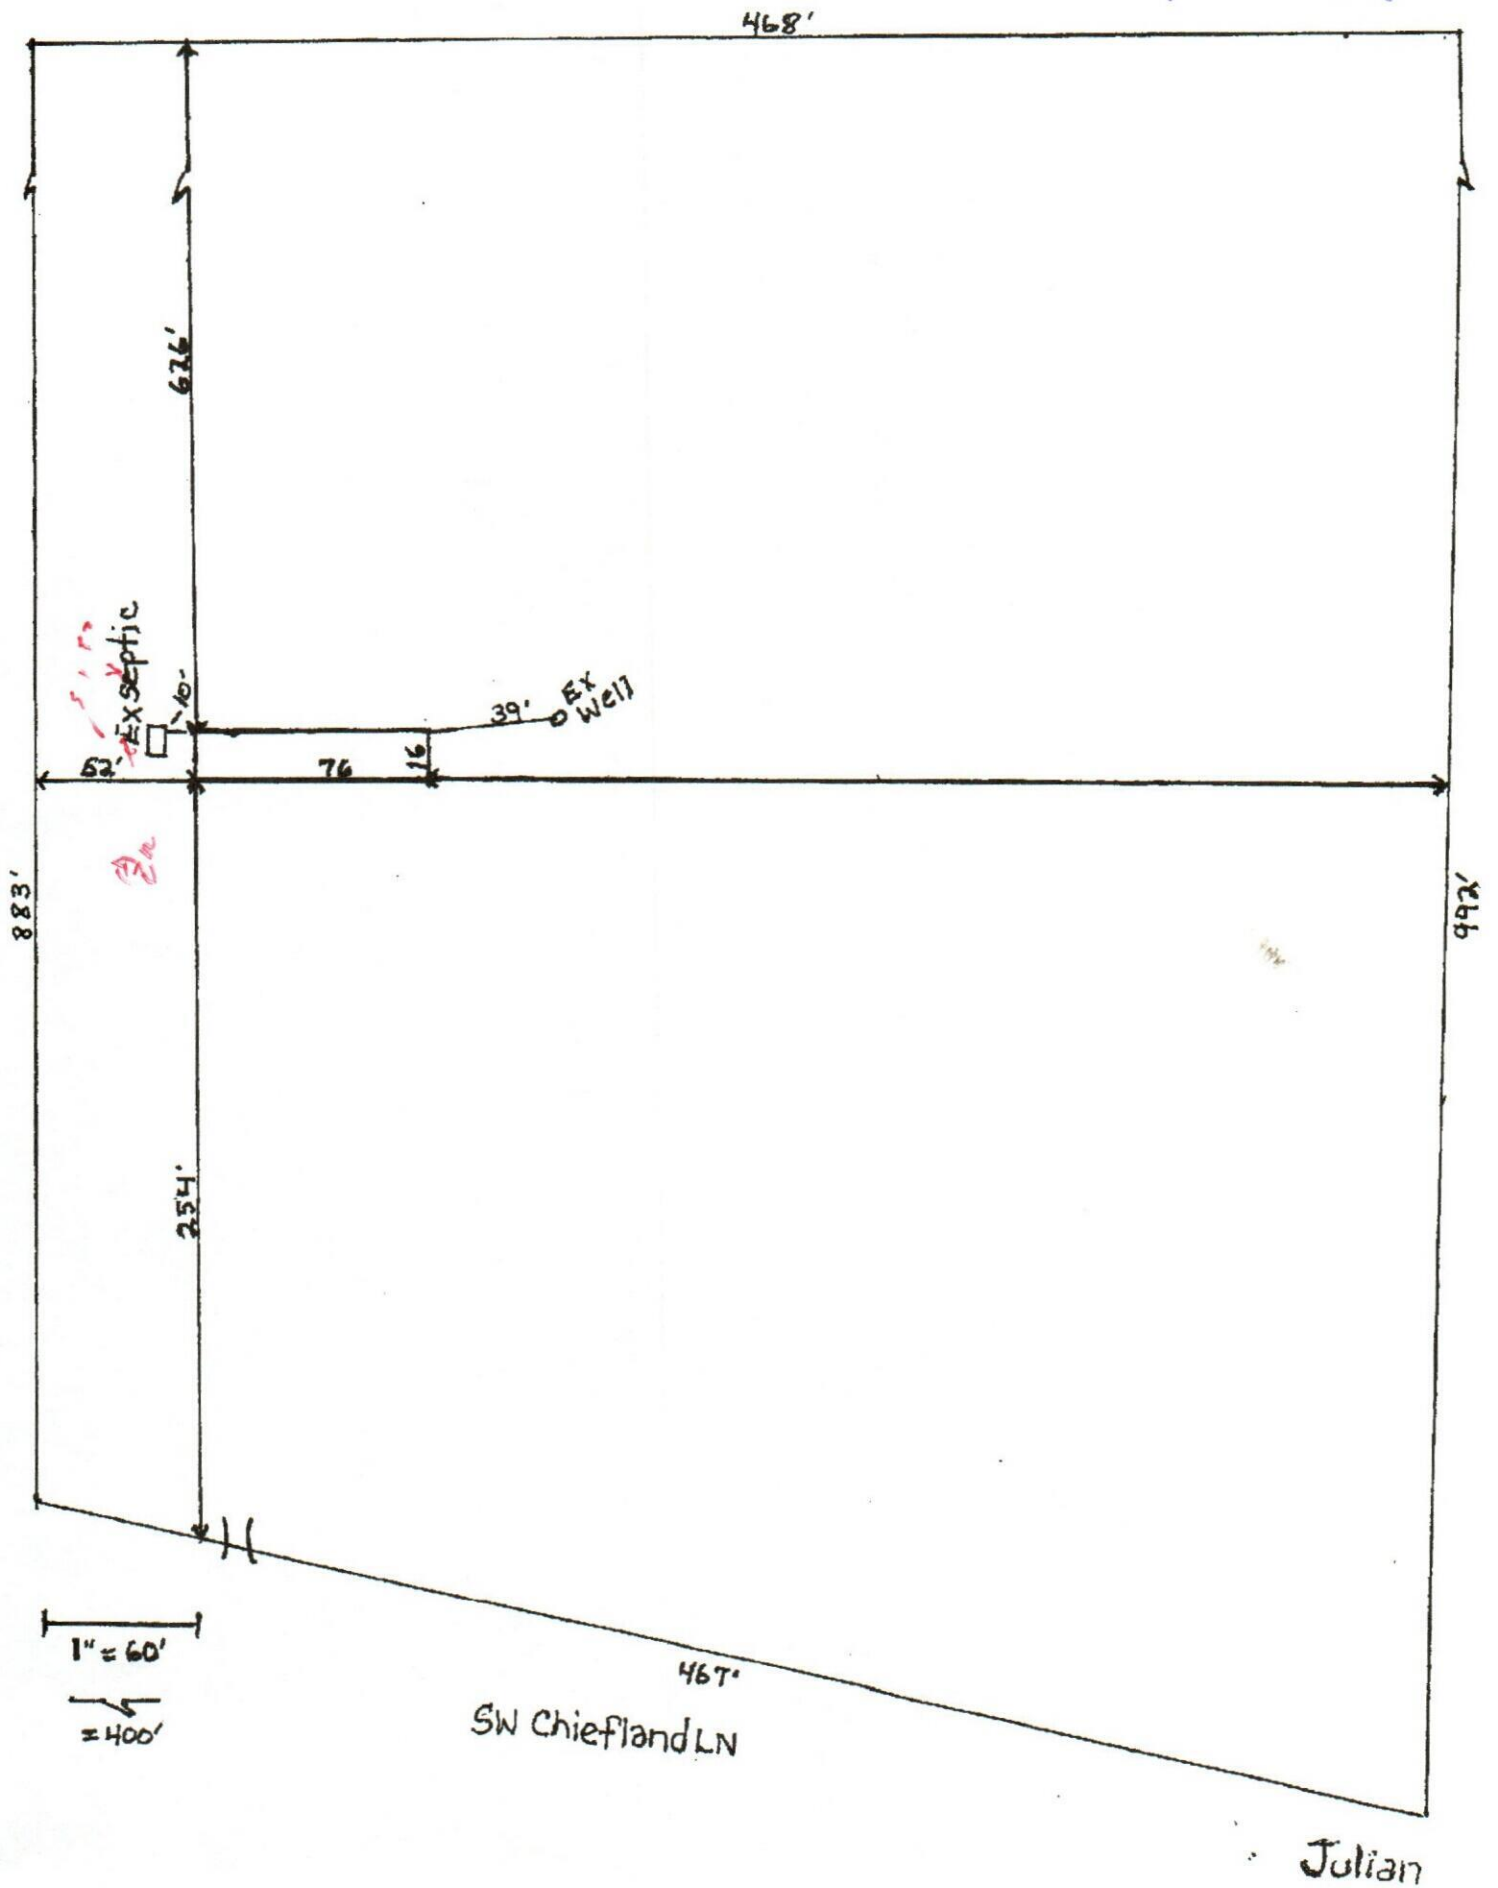 468'
626'
Ex septic
10
39'
Ex
Well
52'
76
16
883'
992'
254'
1" = 60'
= 400'
467'
SW Chiefland LN
Julian